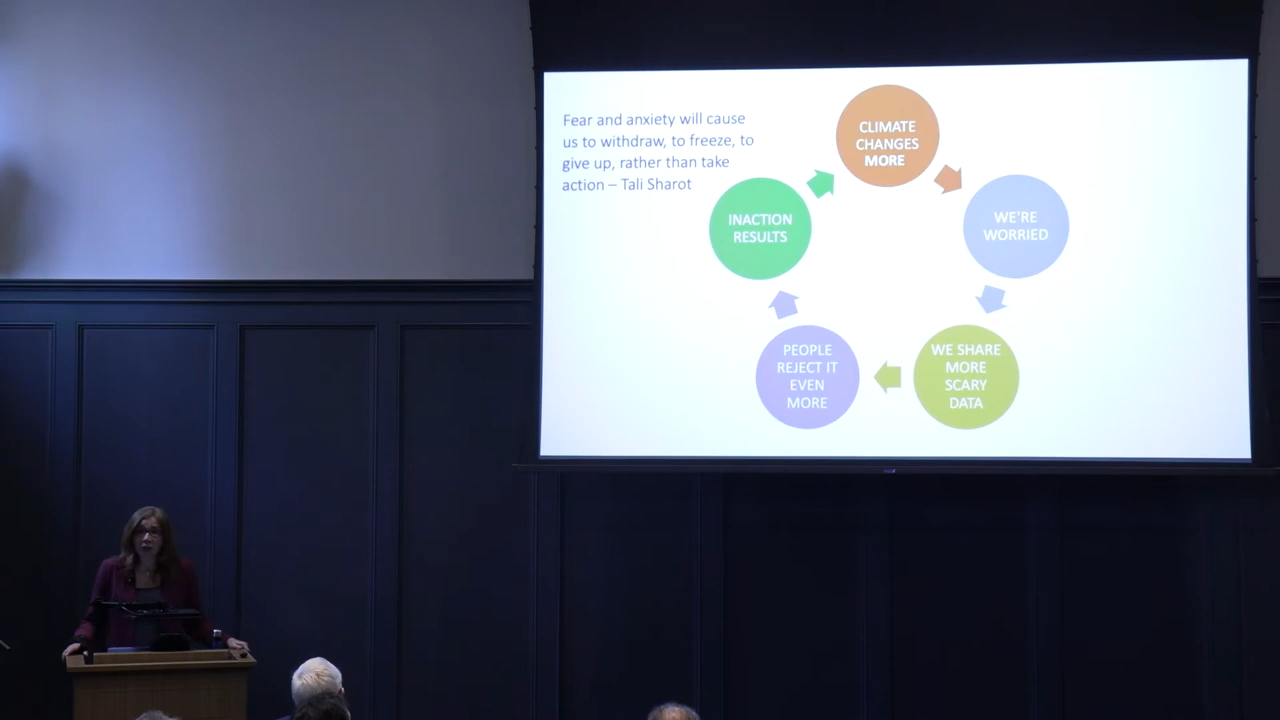 Fear and anxiety will cause
us to withdraw, to freeze, to
give up, rather than take
action – Tali Sharot
CLIMATE
CHANGES
MORE
WE'RE
WORRIED
WE SHARE
MORE
SCARY
DATA
PEOPLE
REJECT IT
EVEN
MORE
INACTION
RESULTS